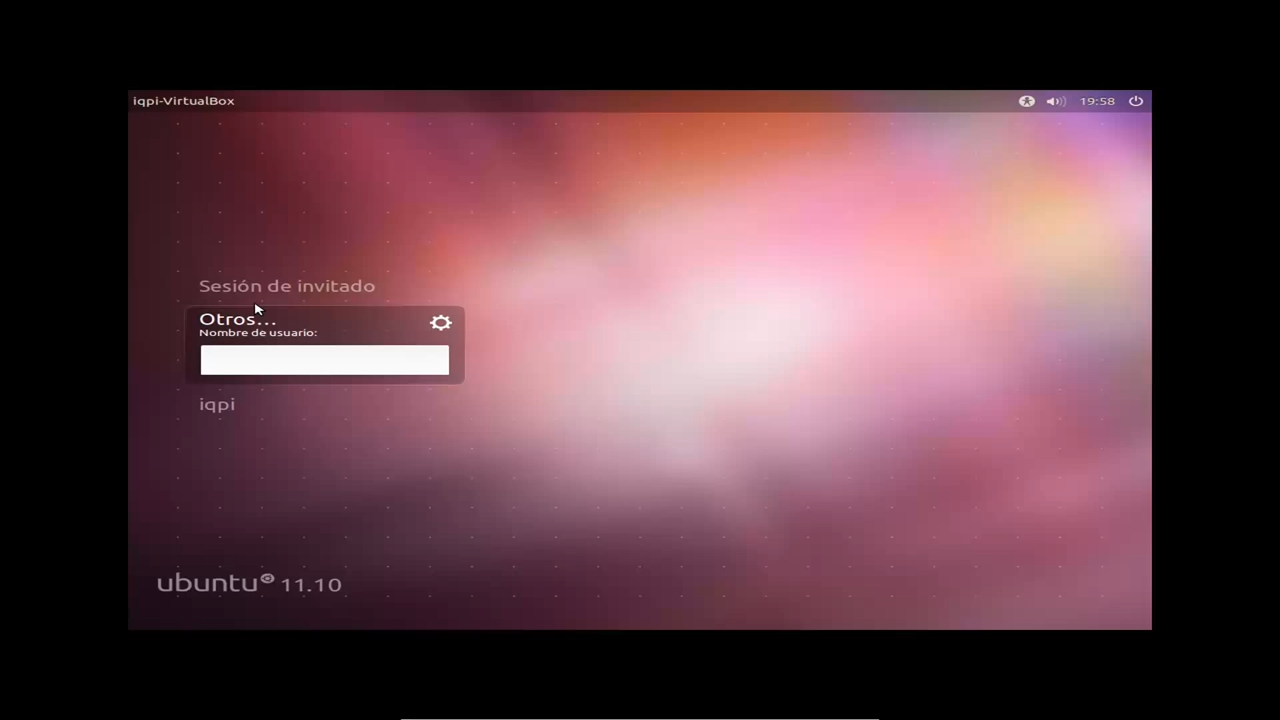 iqpi-VirtualBox
19:58
Sesión de invitado
Otros...
Nombre de usuario:
iqpi
ubuntu 11.10